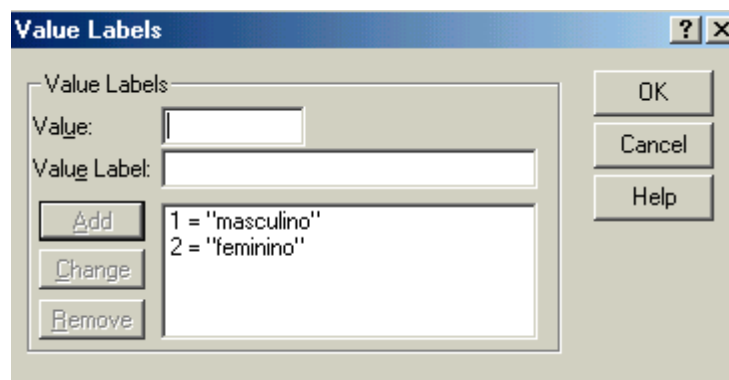 Value Labels
Value Labels
OK
Value:
Cancel
Value Label:
Help
Add
1 = "masculino"
2 = "feminino"
Change
Remove